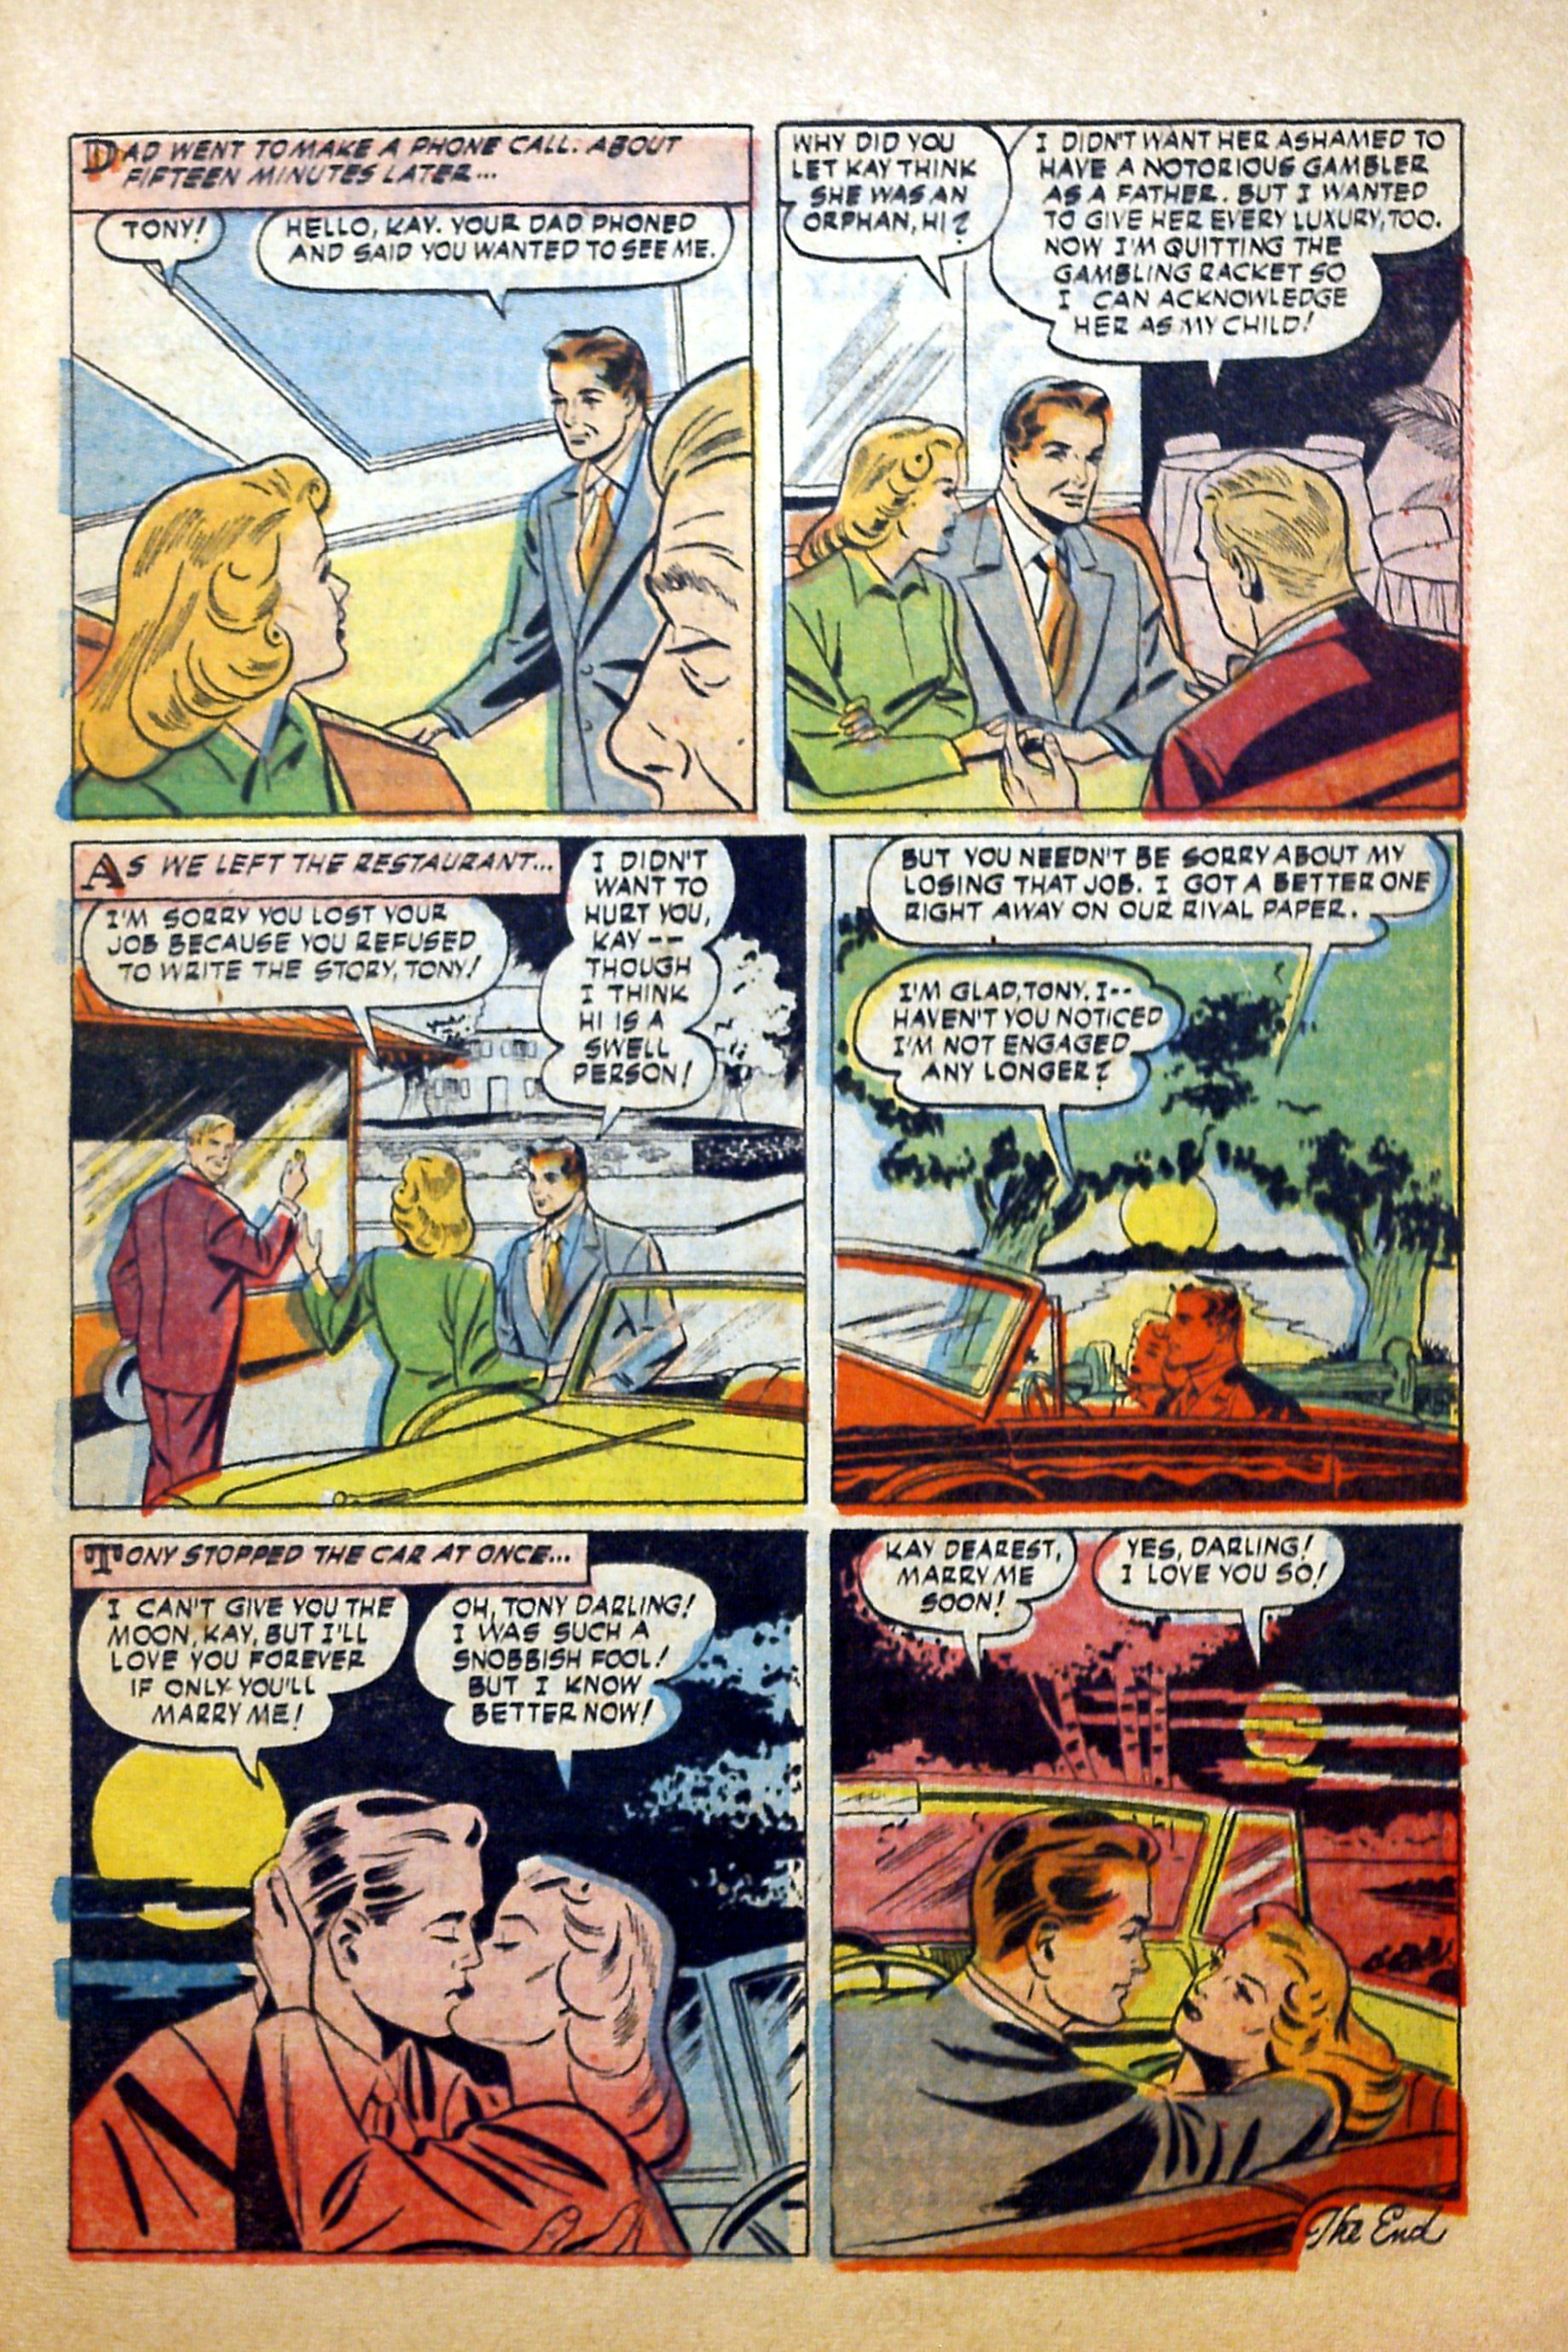 DAD WENT TO MAKE A PHONE CALL. ABOUT
FIFTEEN MINUTES LATER...
TONY!
HELLO, KAY. YOUR DAD PHONED
AND SAID YOU WANTED TO SEE ME.
WHY DID YOU
LET KAY THINK
SHE WAS AN
ORPHAN, HI?
I DIDN'T WANT HER ASHAMED TO
HAVE A NOTORIOUS GAMBLER
AS A FATHER. BUT I WANTED
TO GIVE HER EVERY LUXURY, TOO.
NOW I'M QUITTING THE
GAMBLING RACKET SO
I CAN ACKNOWLEDGE
HER AS MY CHILD!
AS WE LEFT THE RESTAURANT...
I'M SORRY YOU LOST YOUR
JOB BECAUSE YOU REFUSED
TO WRITE THE STORY, TONY!
I DIDN'T
WANT TO
HURT YOU,
KAY --
THOUGH
I THINK
HI IS A
SWELL
PERSON!
BUT YOU NEEDN'T BE SORRY ABOUT MY
LOSING THAT JOB. I GOT A BETTER ONE
RIGHT AWAY ON OUR RIVAL PAPER.
I'M GLAD, TONY. I--
HAVEN'T YOU NOTICED
I'M NOT ENGAGED
ANY LONGER?
TONY STOPPED THE CAR AT ONCE...
I CAN'T GIVE YOU THE
MOON, KAY, BUT I'LL
LOVE YOU FOREVER
IF ONLY YOU'LL
MARRY ME!
OH, TONY DARLING!
I WAS SUCH A
SNOBBISH FOOL!
BUT I KNOW
BETTER NOW!
KAY DEAREST,
MARRY ME
SOON!
YES, DARLING!
I LOVE YOU SO!
The End